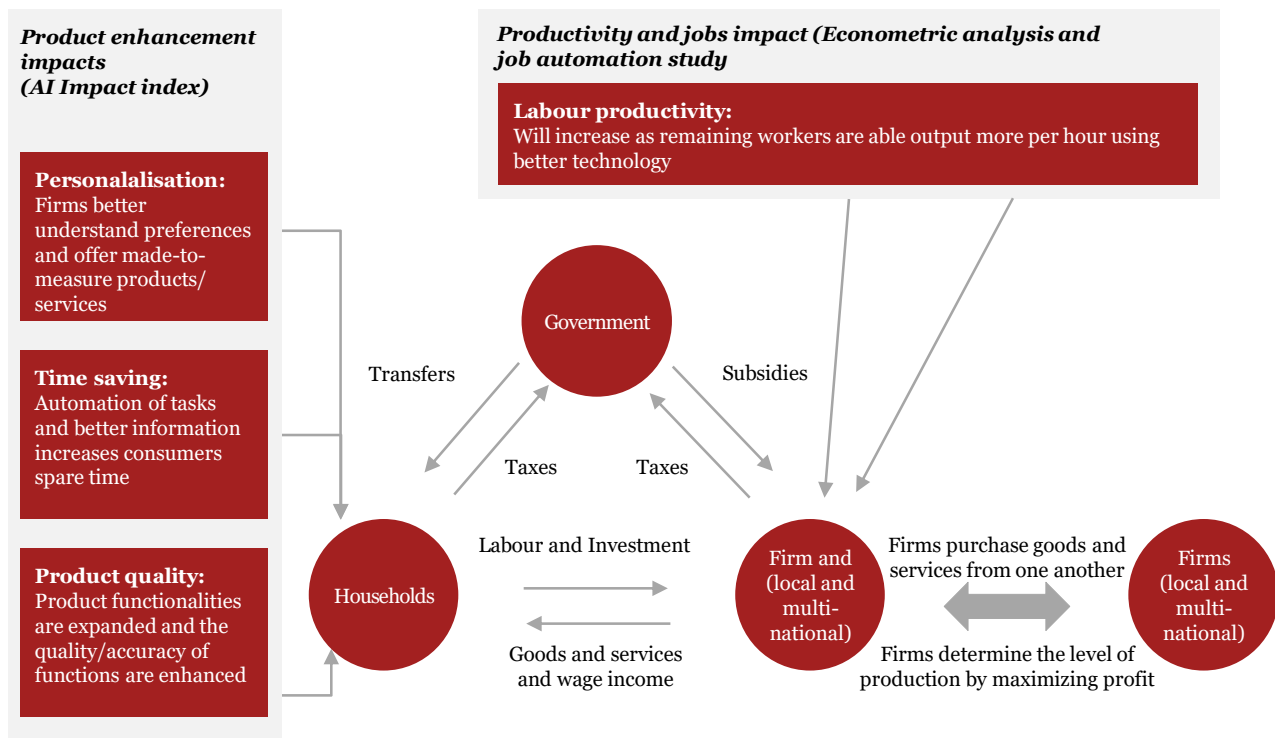 Product enhancement
impacts
(AI Impact index)
Personalalisation:
Firms better
understand preferences
and offer made-to-
measure products/
services
Time saving:
Automation of tasks
and better information
increases consumers
spare time
Product quality:
Product functionalities
are expanded and the
quality/accuracy of
functions are enhanced
Productivity and jobs impact (Econometric analysis and
job automation study
Labour productivity:
Will increase as remaining workers are able output more per hour using
better technology
Government
Transfers
Subsidies
Taxes
Taxes
Households
Labour and Investment
Goods and services
and wage income
Firm and
(local and
multi-
national)
Firms purchase goods and
services from one another
Firms determine the level of
production by maximizing profit
Firms
(local and
multi-
national)